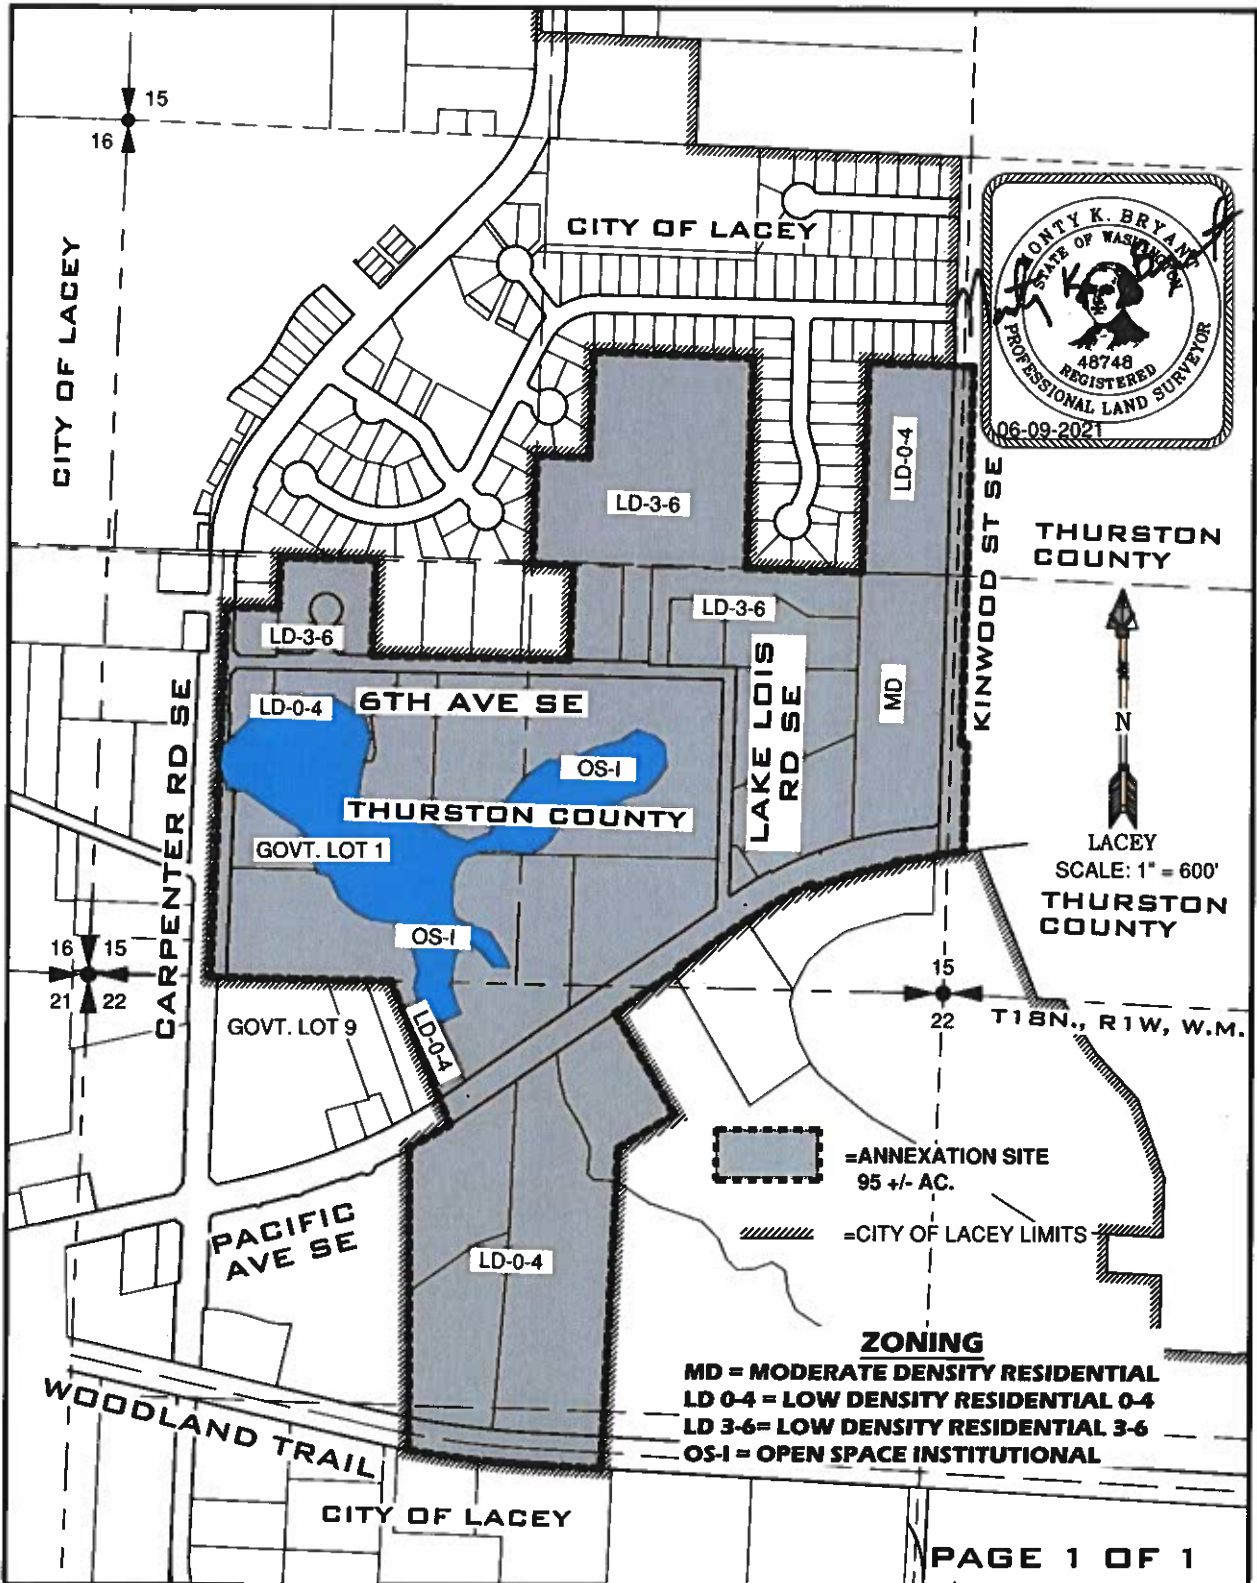 15
16
CITY OF LACEY
CITY OF LACEY
MONTY K. BRYANT
STATE OF WASHINGTON
48748
REGISTERED
PROFESSIONAL LAND SURVEYOR
06-09-2021
LD-0-4
LD-3-6
KINWOOD ST SE
THURSTON
COUNTY
LD-3-6
LD-3-6
MD
N
LACEY
SCALE: 1" = 600'
THURSTON
COUNTY
LD-0-4
6TH AVE SE
LAKE LOIS
RD SE
OS-I
THURSTON COUNTY
GOVT. LOT 1
CARPENTER RD SE
OS-I
16 15
21 22
15
22
T18N., R1W, W.M.
GOVT. LOT 9
LD-0-4
=ANNEXATION SITE
95 +/- AC.
=CITY OF LACEY LIMITS
PACIFIC
AVE SE
LD-0-4
ZONING
MD = MODERATE DENSITY RESIDENTIAL
LD 0-4 = LOW DENSITY RESIDENTIAL 0-4
LD 3-6= LOW DENSITY RESIDENTIAL 3-6
OS-I = OPEN SPACE INSTITUTIONAL
WOODLAND TRAIL
CITY OF LACEY
PAGE 1 OF 1